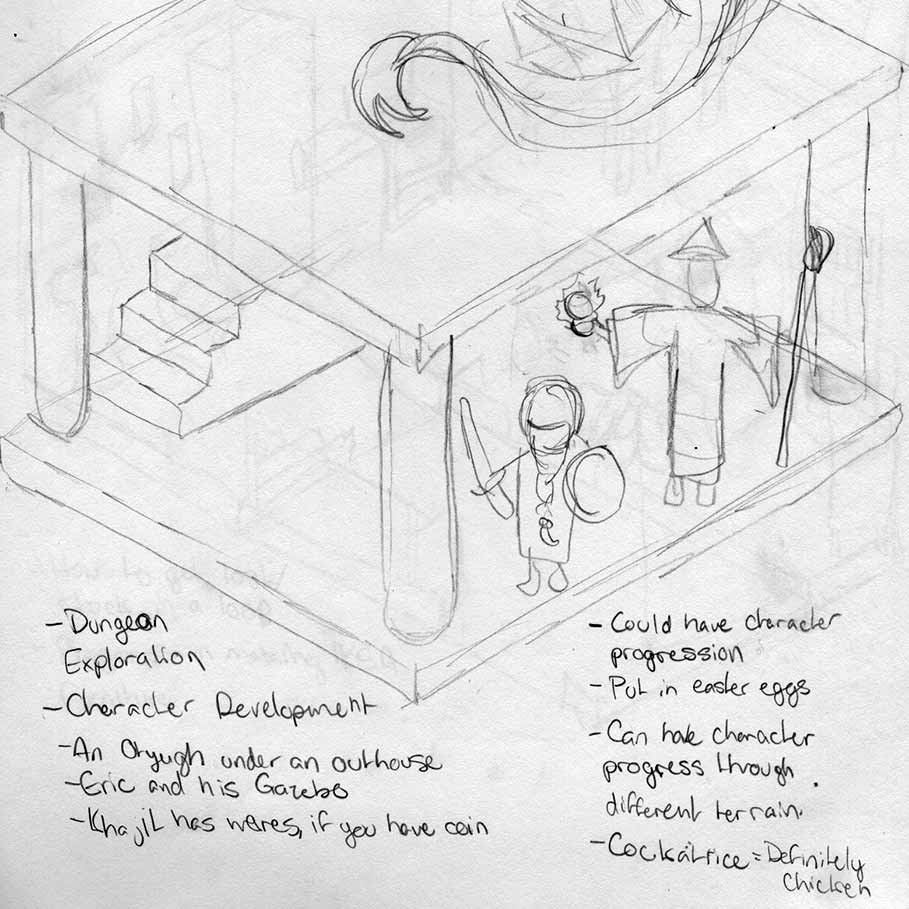 - Dungeon
Exploration
- Character Development
- An Oryugh under an outhouse
- Eric and his Gazebo
- Khajit has wares, if you have coin
- Could have character
progression
- Put in easter eggs
- Can have character
progress through
different terrain.
- Cockatrice = Definitely
Chicken